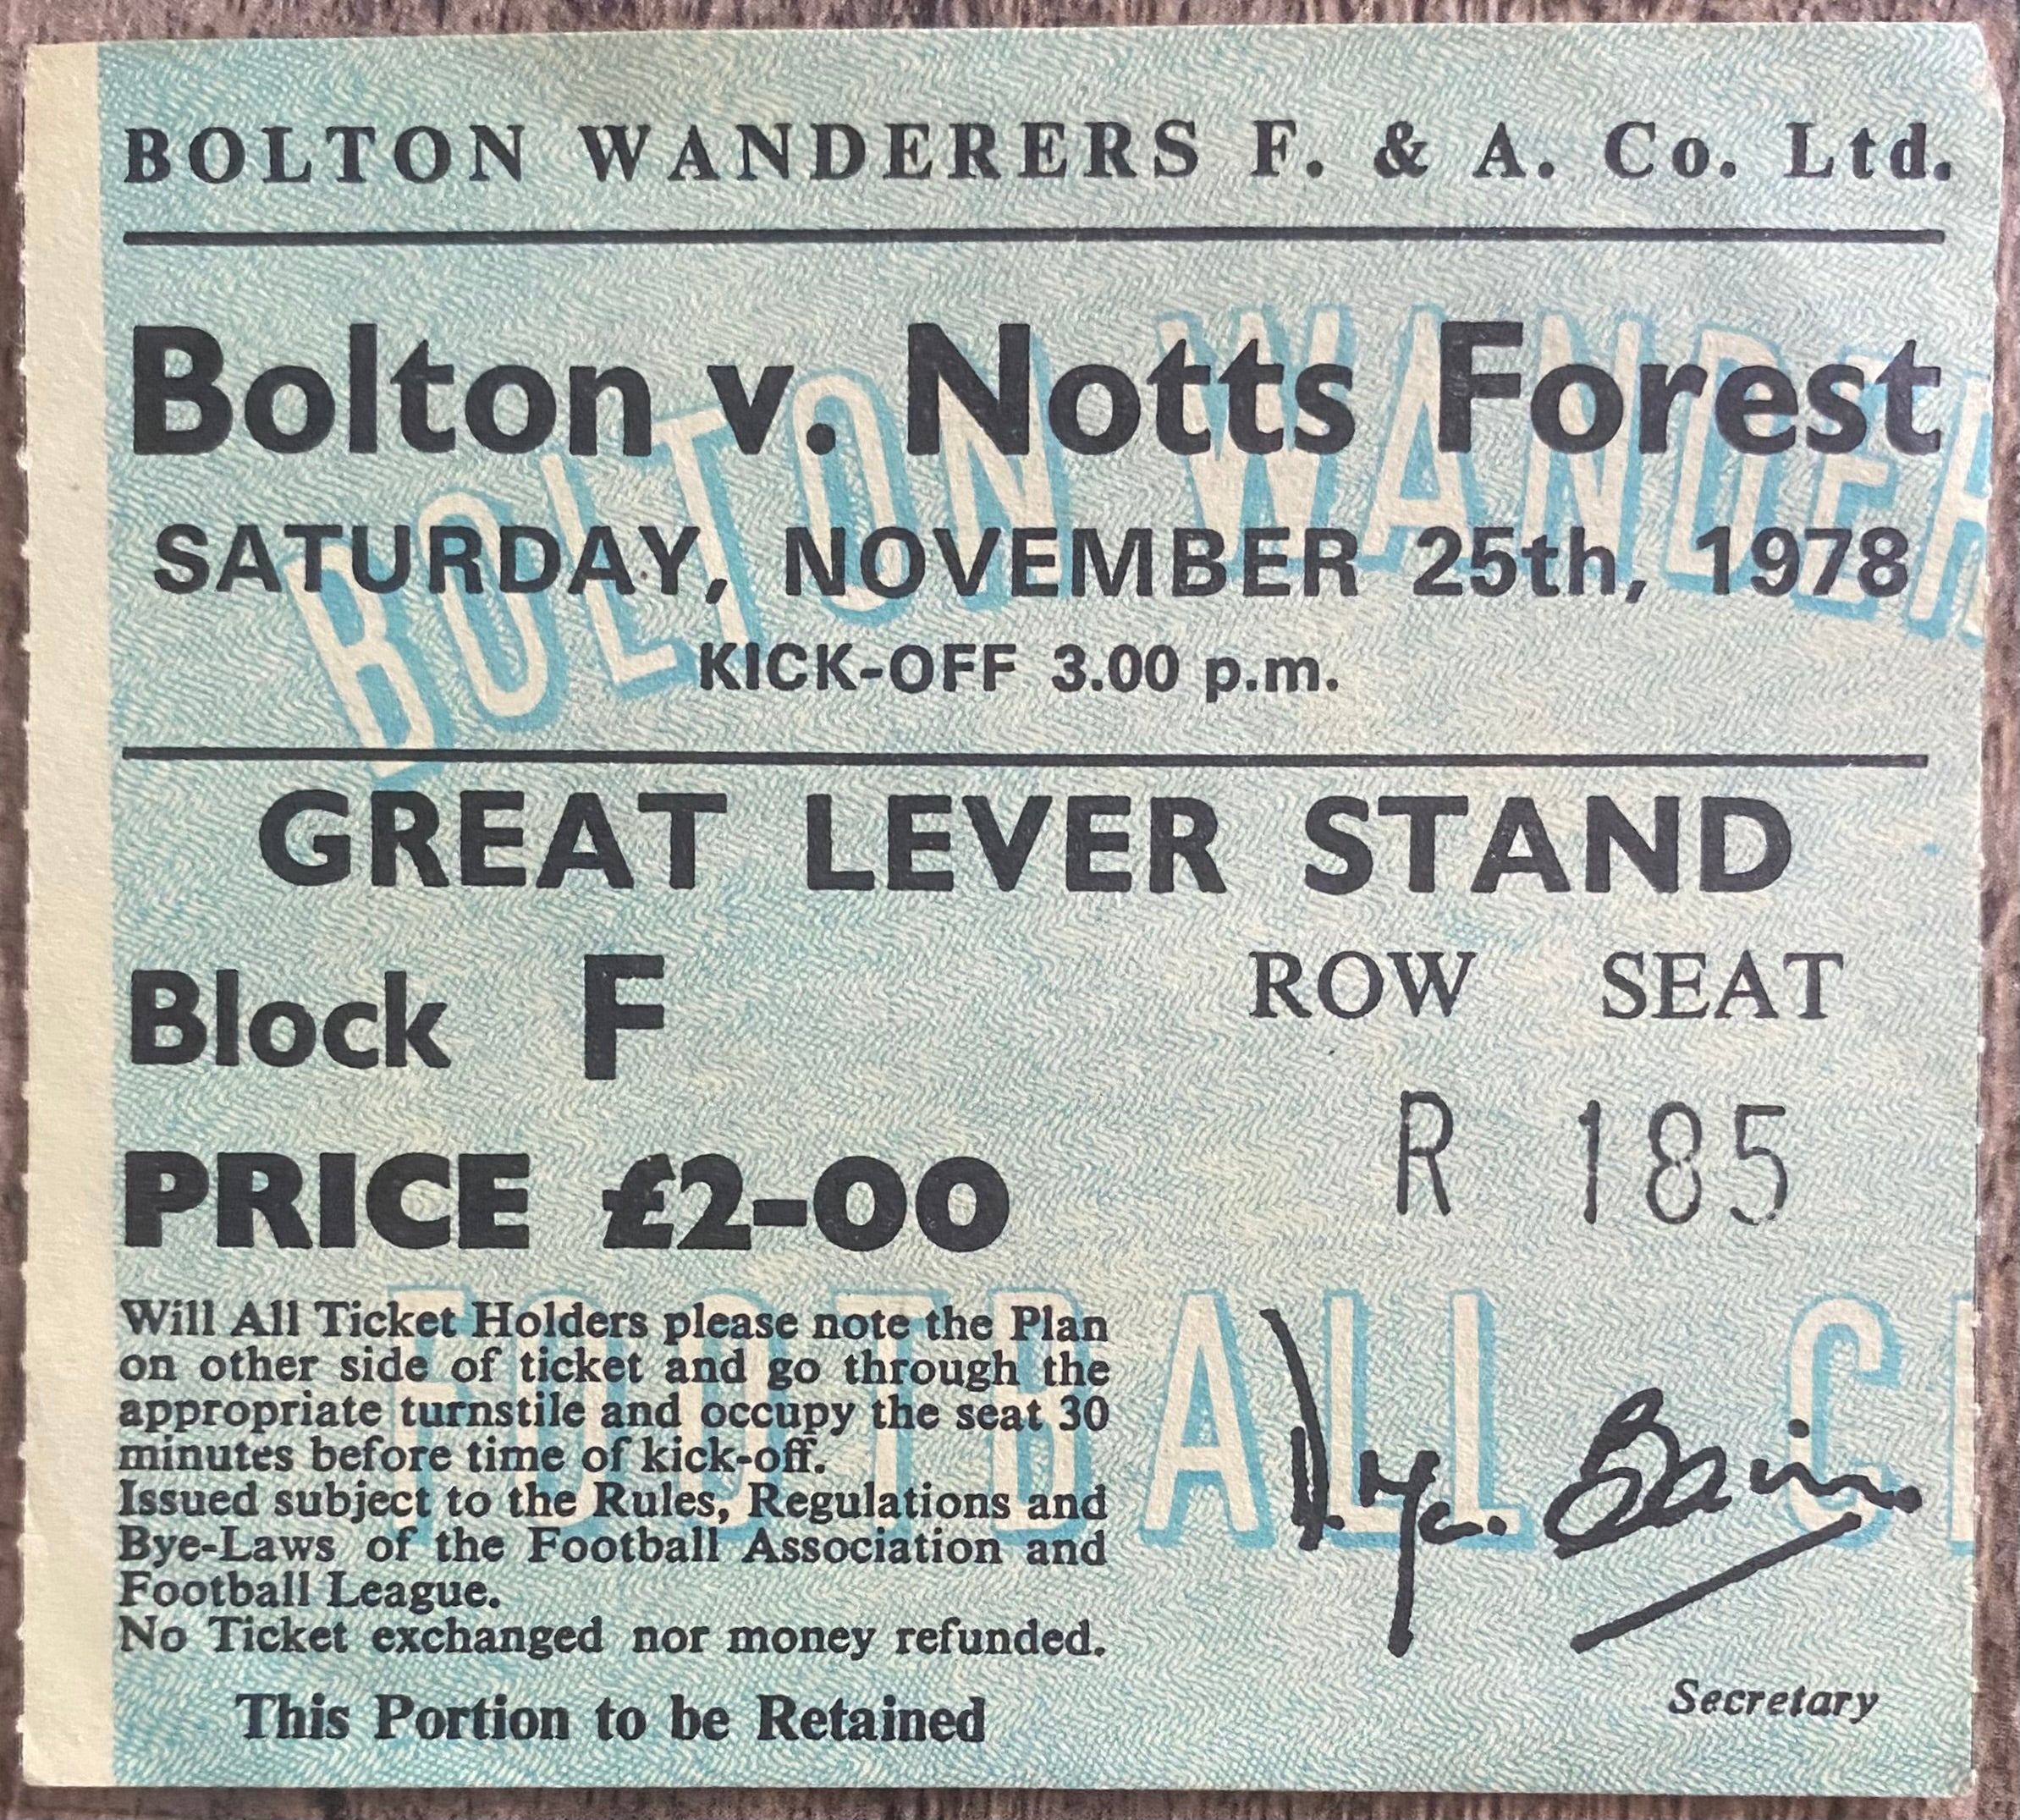 BOLTON WANDERERS F. & A. Co. Ltd.
Bolton v. Notts Forest
BOLTON WANDER
SATURDAY, NOVEMBER 25th, 1978
KICK-OFF 3.00 p.m.
GREAT LEVER STAND
Block F
ROW SEAT
R 185
PRICE £2-00
FOOTBALL C
Will All Ticket Holders please note the Plan
on other side of ticket and go through the
appropriate turnstile and occupy the seat 30
minutes before time of kick-off.
Issued subject to the Rules, Regulations and
Bye-Laws of the Football Association and
Football League.
No Ticket exchanged nor money refunded.
Secretary
This Portion to be Retained